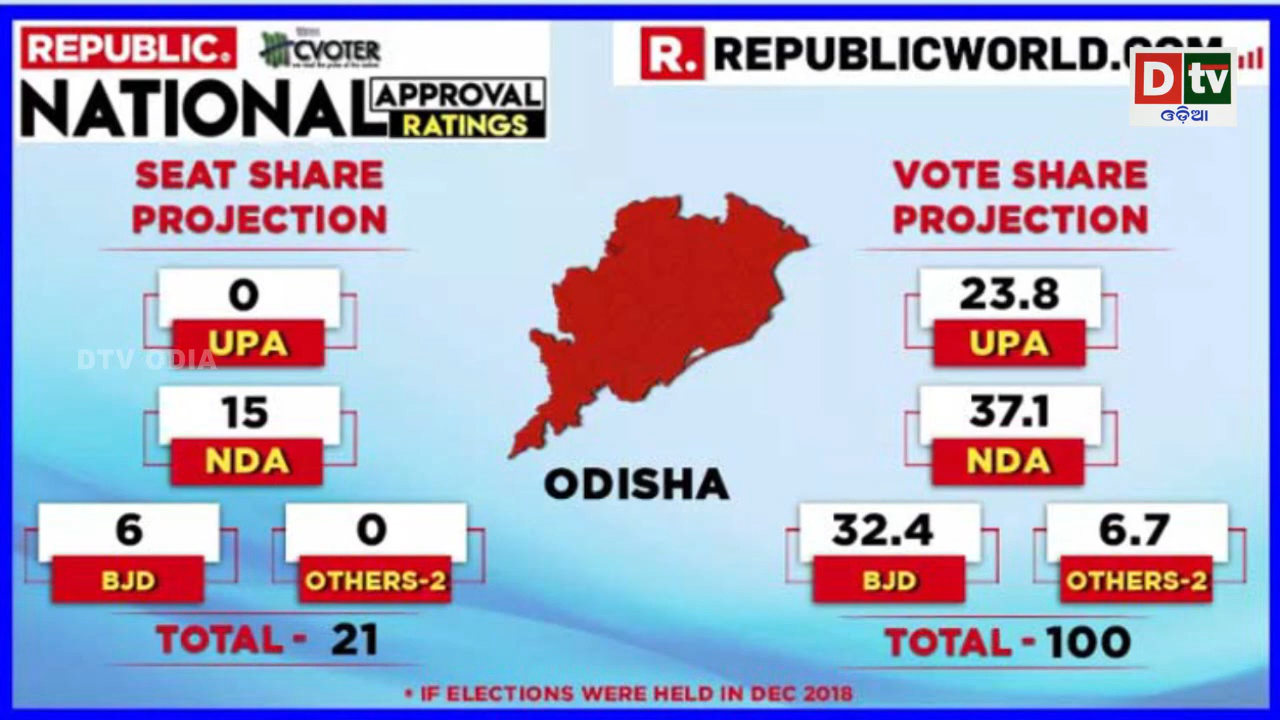 REPUBLIC.
CVOTER
NATIONAL APPROVAL RATINGS
R. REPUBLICWORLD.COM
D tv
ଓଡ଼ିଆ
SEAT SHARE
PROJECTION
0
UPA
DTV ODIA
15
NDA
6
BJD
0
OTHERS-2
TOTAL - 21
ODISHA
VOTE SHARE
PROJECTION
23.8
UPA
37.1
NDA
32.4
BJD
6.7
OTHERS-2
TOTAL - 100
* IF ELECTIONS WERE HELD IN DEC 2018